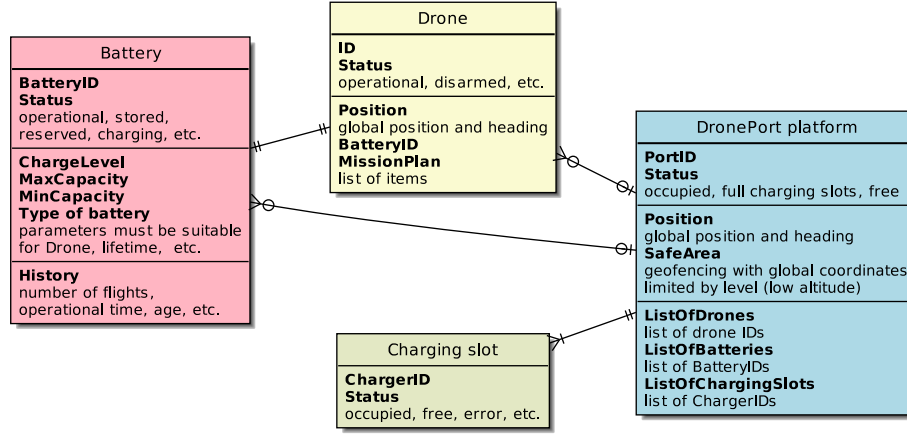 Battery
BatteryID
Status
operational, stored,
reserved, charging, etc.
ChargeLevel
MaxCapacity
MinCapacity
Type of battery
parameters must be suitable
for Drone, lifetime,  etc.
History
number of flights,
operational time, age, etc.
Drone
ID
Status
operational, disarmed, etc.
Position
global position and heading
BatteryID
MissionPlan
list of items
DronePort platform
PortID
Status
occupied, full charging slots, free
Position
global position and heading
SafeArea
geofencing with global coordinates
limited by level (low altitude)
ListOfDrones
list of drone IDs
ListOfBatteries
list of BatteryIDs
ListOfChargingSlots
list of ChargerIDs
Charging slot
ChargerID
Status
occupied, free, error, etc.